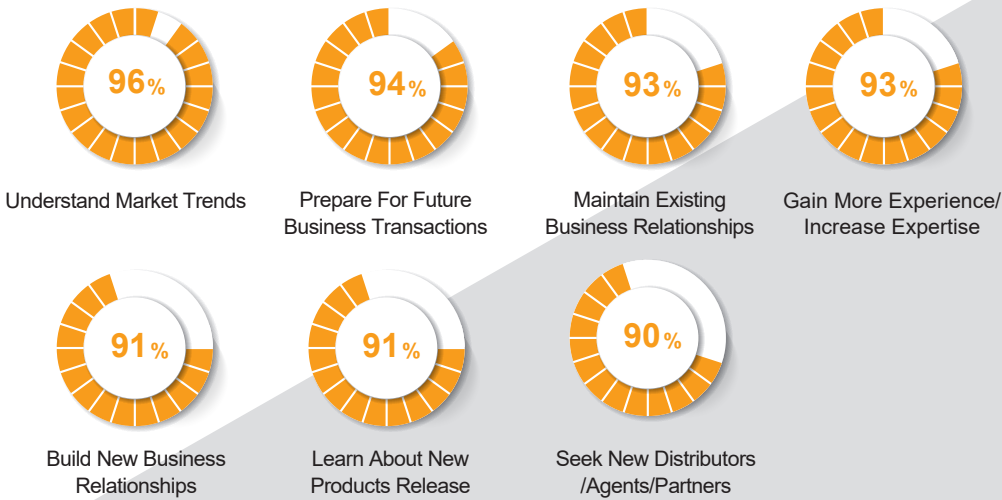 96%
94%
93%
93%
Understand Market Trends
Prepare For Future
Business Transactions
Maintain Existing
Business Relationships
Gain More Experience/
Increase Expertise
91%
91%
90%
Build New Business
Relationships
Learn About New
Products Release
Seek New Distributors
/Agents/Partners